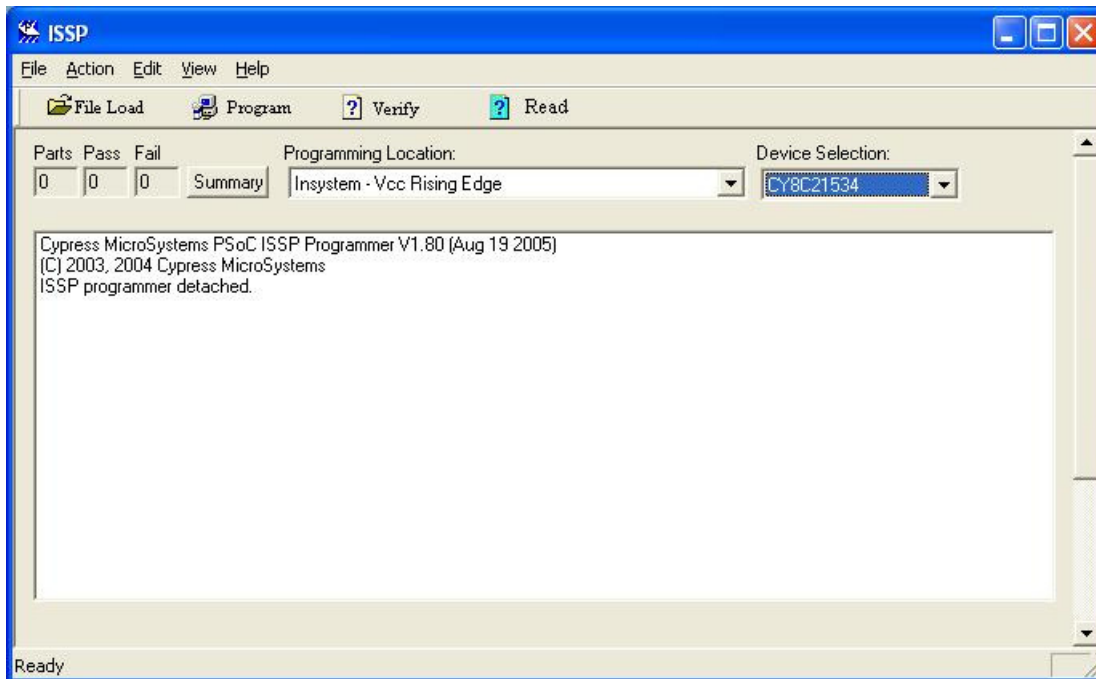 ISSP
File Action Edit View Help
File Load Program Verify Read
Parts Pass Fail Programming Location: Device Selection:
0 0 0 Summary Insystem - Vcc Rising Edge CY8C21534
Cypress MicroSystems PSoC ISSP Programmer V1.80 (Aug 19 2005)
(C) 2003, 2004 Cypress MicroSystems
ISSP programmer detached.
Ready